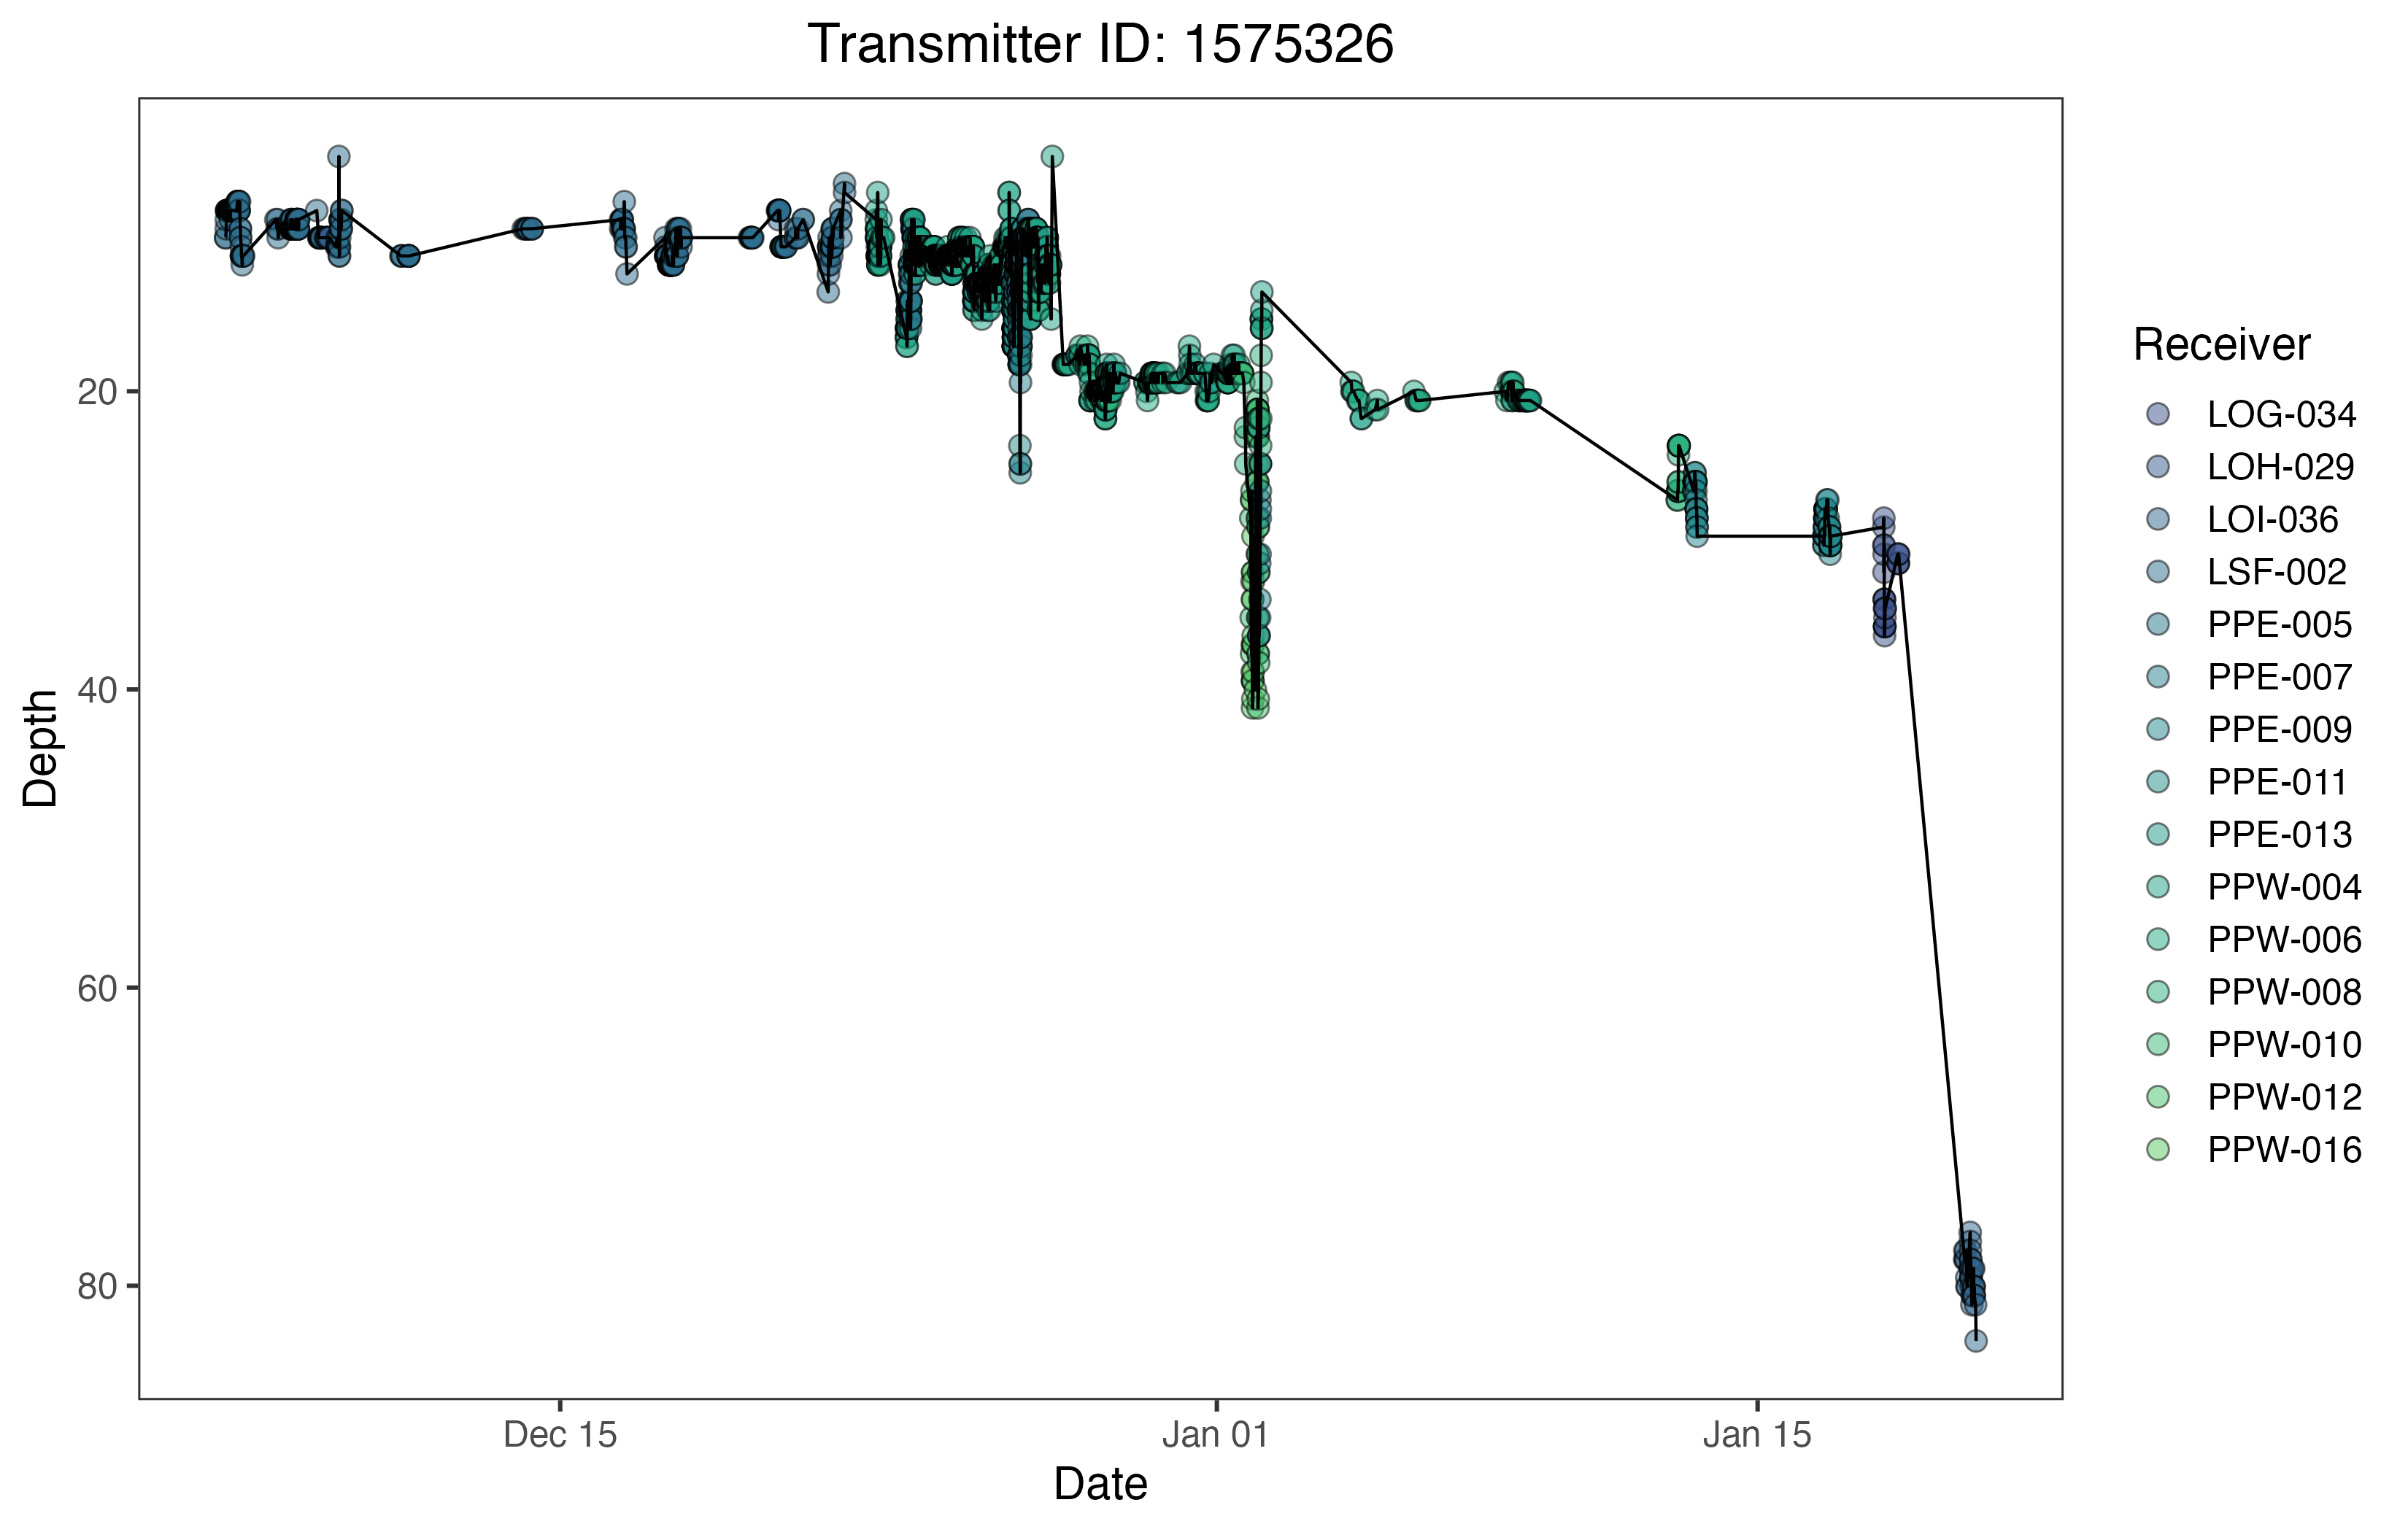 Transmitter ID: 1575326
Depth
20
40
60
80
Dec 15
Jan 01
Jan 15
Date
Receiver
LOG-034
LOH-029
LOI-036
LSF-002
PPE-005
PPE-007
PPE-009
PPE-011
PPE-013
PPW-004
PPW-006
PPW-008
PPW-010
PPW-012
PPW-016